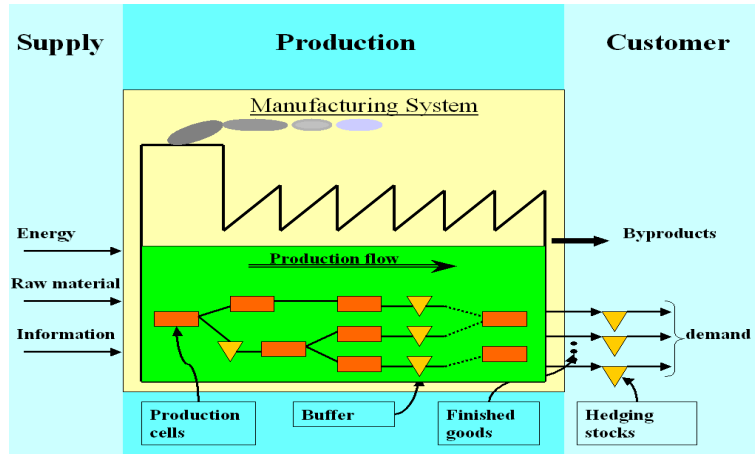 Supply
Production
Customer
Manufacturing System
Energy
Byproducts
Production flow
Raw material
Information
demand
Production
cells
Buffer
Finished
goods
Hedging
stocks